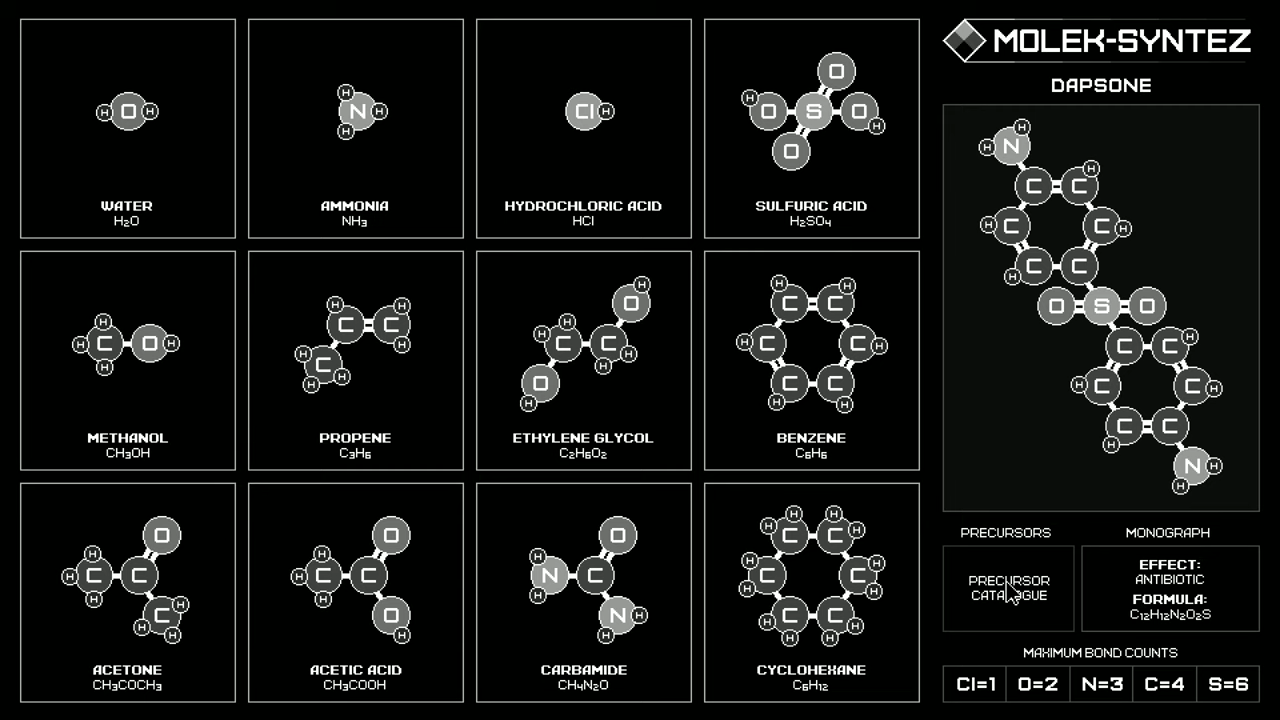 MOLEK-SYNTEZ
DAPSONE
H O H
WATER
H₂O
H N H H
AMMONIA
NH₃
Cl H
HYDROCHLORIC ACID
HCl
O H O S O H O
SULFURIC ACID
H₂SO₄
H H C O H H
METHANOL
CH₃OH
H C C H H H C H H
PROPENE
C₃H₆
H O H H C C H H O H
ETHYLENE GLYCOL
C₂H₆O₂
H H C C H C C H C C H H
BENZENE
C₆H₆
O H H C C H C H H H
ACETONE
CH₃COCH₃
O H H C C H O H
ACETIC ACID
CH₃COOH
O H N C H N H H
CARBAMIDE
CH₄N₂O
H H H C C H H C C H H H H C C H H H
CYCLOHEXANE
C₆H₁₂
H H N
C C H
H C C H
H C C
O S O
C C H
H C C H
H C C
N H H
PRECURSORS
PRECURSOR
MONOGRAPH
EFFECT:
ANTIBIOTIC
FORMULA:
C₁₂H₁₂N₂O₂S
MAXIMUM BOND COUNTS
Cl=1 O=2 N=3 C=4 S=6